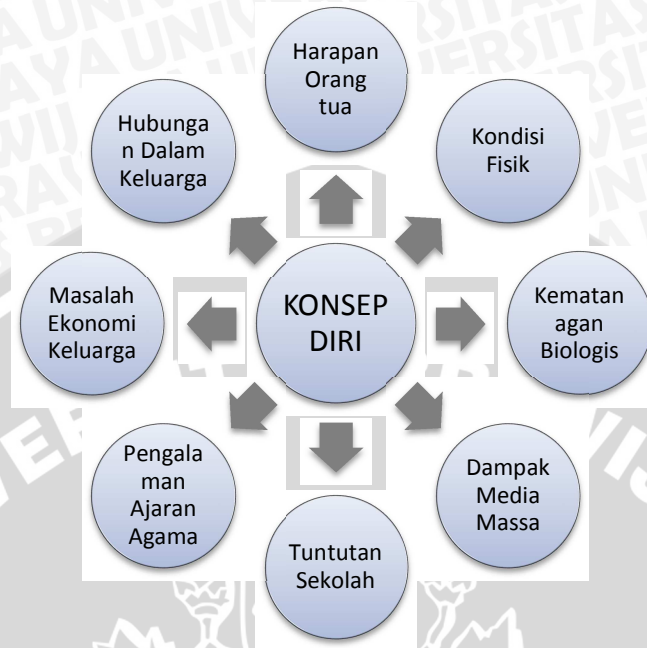 Harapan
Orang
tua
Kondisi
Fisik
Kematan
agan
Biologis
Dampak
Media
Massa
Tuntutan
Sekolah
Pengala
man
Ajaran
Agama
Masalah
Ekonomi
Keluarga
Hubunga
n Dalam
Keluarga
KONSEP
DIRI